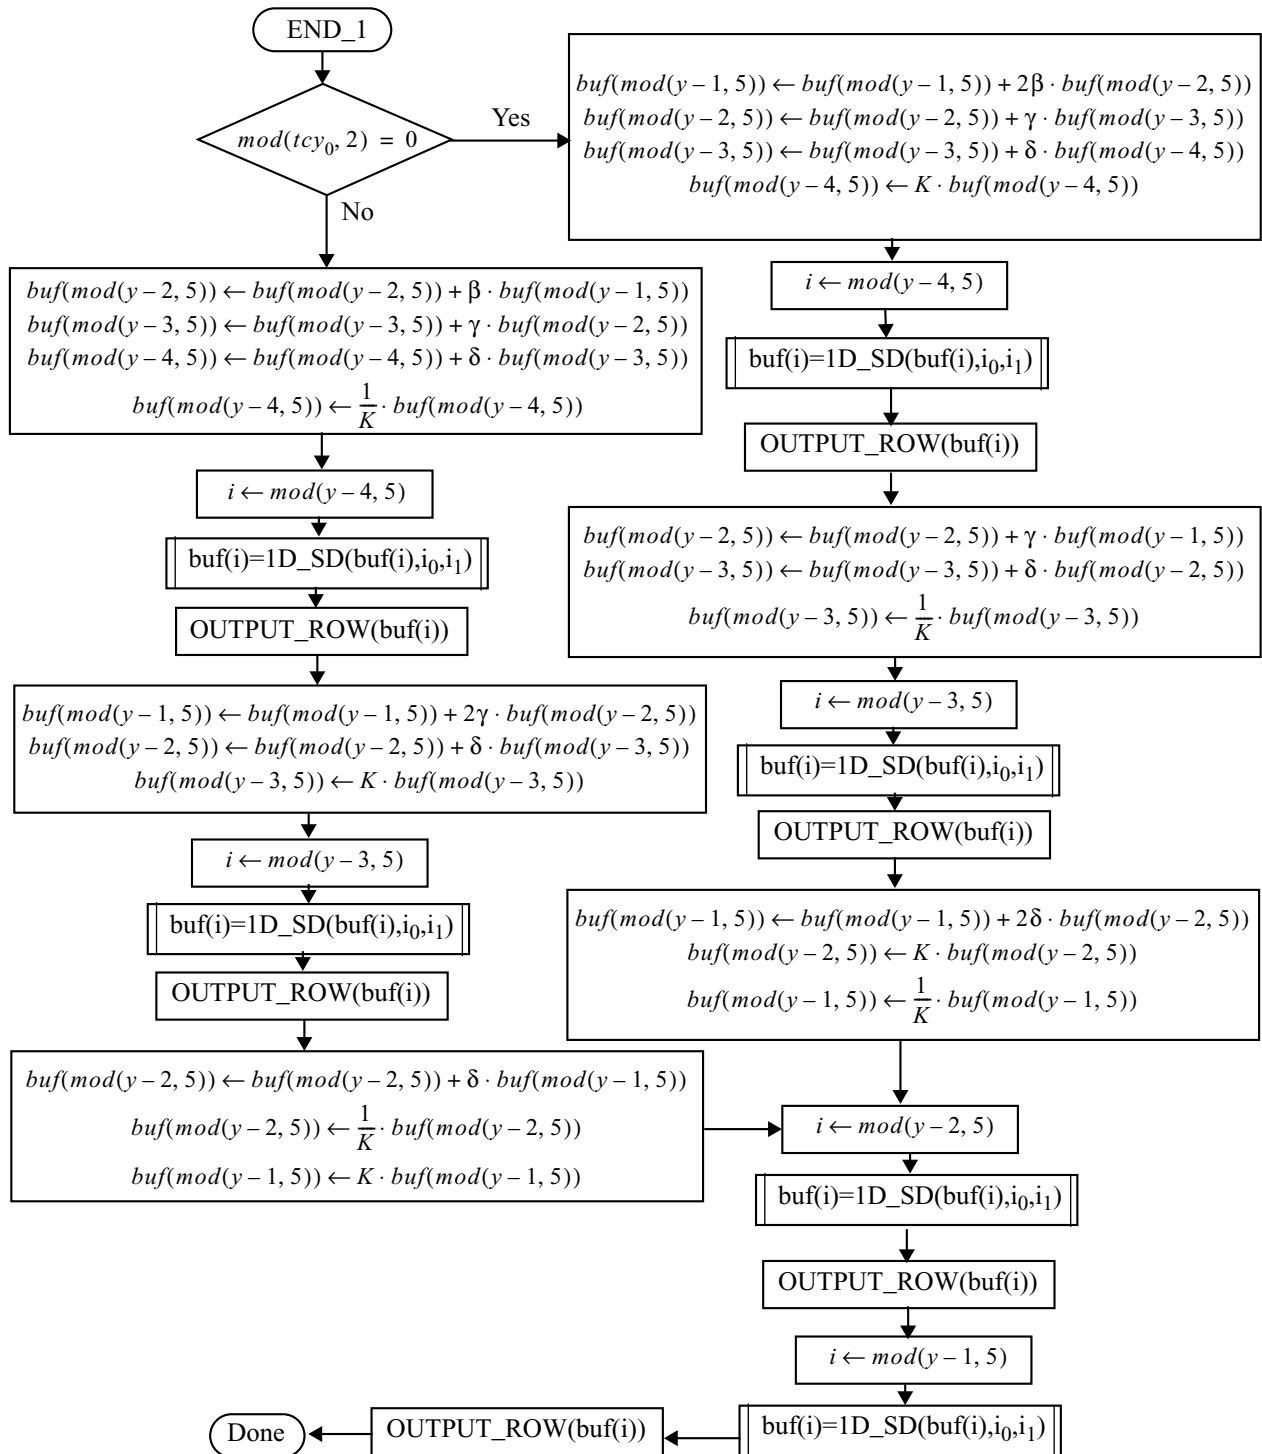 END_1
mod(tcy₀, 2) = 0
Yes
No
buf(mod(y – 1, 5)) ← buf(mod(y – 1, 5)) + 2β · buf(mod(y – 2, 5))
buf(mod(y – 2, 5)) ← buf(mod(y – 2, 5)) + γ · buf(mod(y – 3, 5))
buf(mod(y – 3, 5)) ← buf(mod(y – 3, 5)) + δ · buf(mod(y – 4, 5))
buf(mod(y – 4, 5)) ← K · buf(mod(y – 4, 5))
i ← mod(y – 4, 5)
buf(i)=1D_SD(buf(i),i₀,i₁)
OUTPUT_ROW(buf(i))
buf(mod(y – 2, 5)) ← buf(mod(y – 2, 5)) + γ · buf(mod(y – 1, 5))
buf(mod(y – 3, 5)) ← buf(mod(y – 3, 5)) + δ · buf(mod(y – 2, 5))
buf(mod(y – 3, 5)) ← 1/K · buf(mod(y – 3, 5))
i ← mod(y – 3, 5)
buf(i)=1D_SD(buf(i),i₀,i₁)
OUTPUT_ROW(buf(i))
buf(mod(y – 1, 5)) ← buf(mod(y – 1, 5)) + 2δ · buf(mod(y – 2, 5))
buf(mod(y – 2, 5)) ← K · buf(mod(y – 2, 5))
buf(mod(y – 1, 5)) ← 1/K · buf(mod(y – 1, 5))
buf(mod(y – 2, 5)) ← buf(mod(y – 2, 5)) + β · buf(mod(y – 1, 5))
buf(mod(y – 3, 5)) ← buf(mod(y – 3, 5)) + γ · buf(mod(y – 2, 5))
buf(mod(y – 4, 5)) ← buf(mod(y – 4, 5)) + δ · buf(mod(y – 3, 5))
buf(mod(y – 4, 5)) ← 1/K · buf(mod(y – 4, 5))
i ← mod(y – 4, 5)
buf(i)=1D_SD(buf(i),i₀,i₁)
OUTPUT_ROW(buf(i))
buf(mod(y – 1, 5)) ← buf(mod(y – 1, 5)) + 2γ · buf(mod(y – 2, 5))
buf(mod(y – 2, 5)) ← buf(mod(y – 2, 5)) + δ · buf(mod(y – 3, 5))
buf(mod(y – 3, 5)) ← K · buf(mod(y – 3, 5))
i ← mod(y – 3, 5)
buf(i)=1D_SD(buf(i),i₀,i₁)
OUTPUT_ROW(buf(i))
buf(mod(y – 2, 5)) ← buf(mod(y – 2, 5)) + δ · buf(mod(y – 1, 5))
buf(mod(y – 2, 5)) ← 1/K · buf(mod(y – 2, 5))
buf(mod(y – 1, 5)) ← K · buf(mod(y – 1, 5))
i ← mod(y – 2, 5)
buf(i)=1D_SD(buf(i),i₀,i₁)
OUTPUT_ROW(buf(i))
i ← mod(y – 1, 5)
buf(i)=1D_SD(buf(i),i₀,i₁)
OUTPUT_ROW(buf(i))
Done